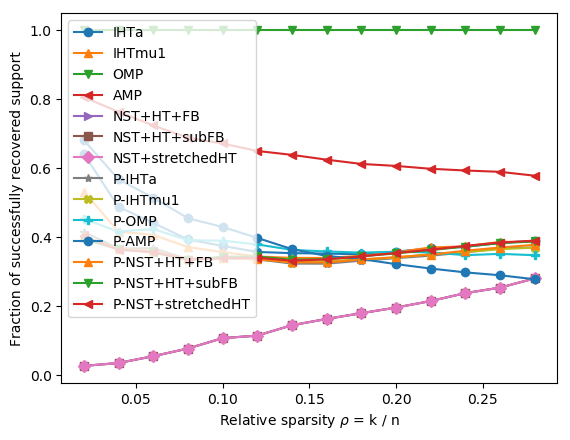 1.0
0.8
0.6
0.4
0.2
0.0
Fraction of successfully recovered support
IHTa
IHTmu1
OMP
AMP
NST+HT+FB
NST+HT+subFB
NST+stretchedHT
P-IHTa
P-IHTmu1
P-OMP
P-AMP
P-NST+HT+FB
P-NST+HT+subFB
P-NST+stretchedHT
0.05
0.10
0.15
0.20
0.25
Relative sparsity ρ = k / n